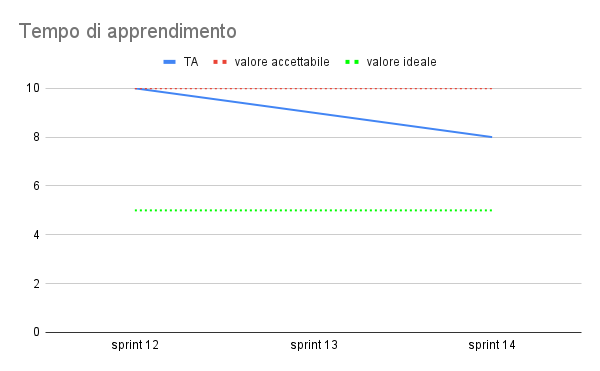 Tempo di apprendimento
TA valore accettabile valore ideale
10
8
6
4
2
0
sprint 12 sprint 13 sprint 14